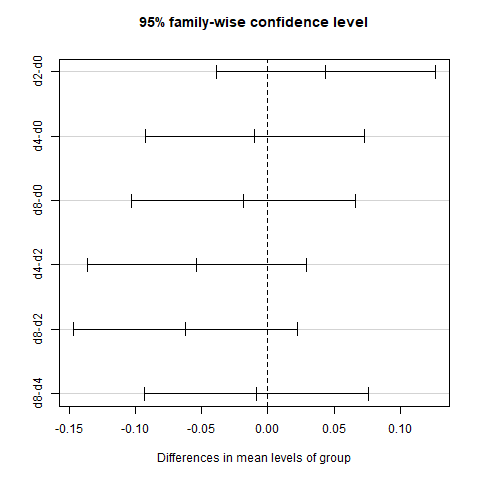 95% family-wise confidence level
d2-d0
d4-d0
d8-d0
d4-d2
d8-d2
d8-d4
-0.15 -0.10 -0.05 0.00 0.05 0.10
Differences in mean levels of group